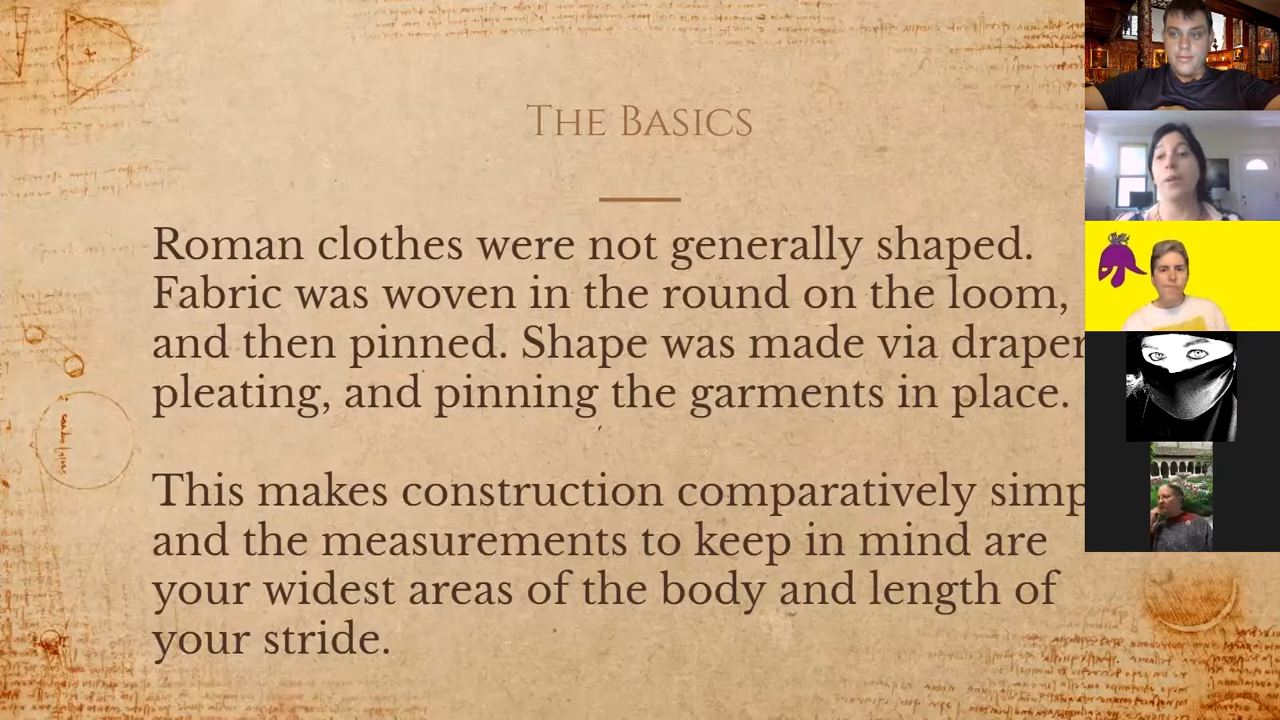 The Basics
Roman clothes were not generally shaped.
Fabric was woven in the round on the loom,
and then pinned. Shape was made via draper
pleating, and pinning the garments in place.
This makes construction comparatively simp
and the measurements to keep in mind are
your widest areas of the body and length of
your stride.